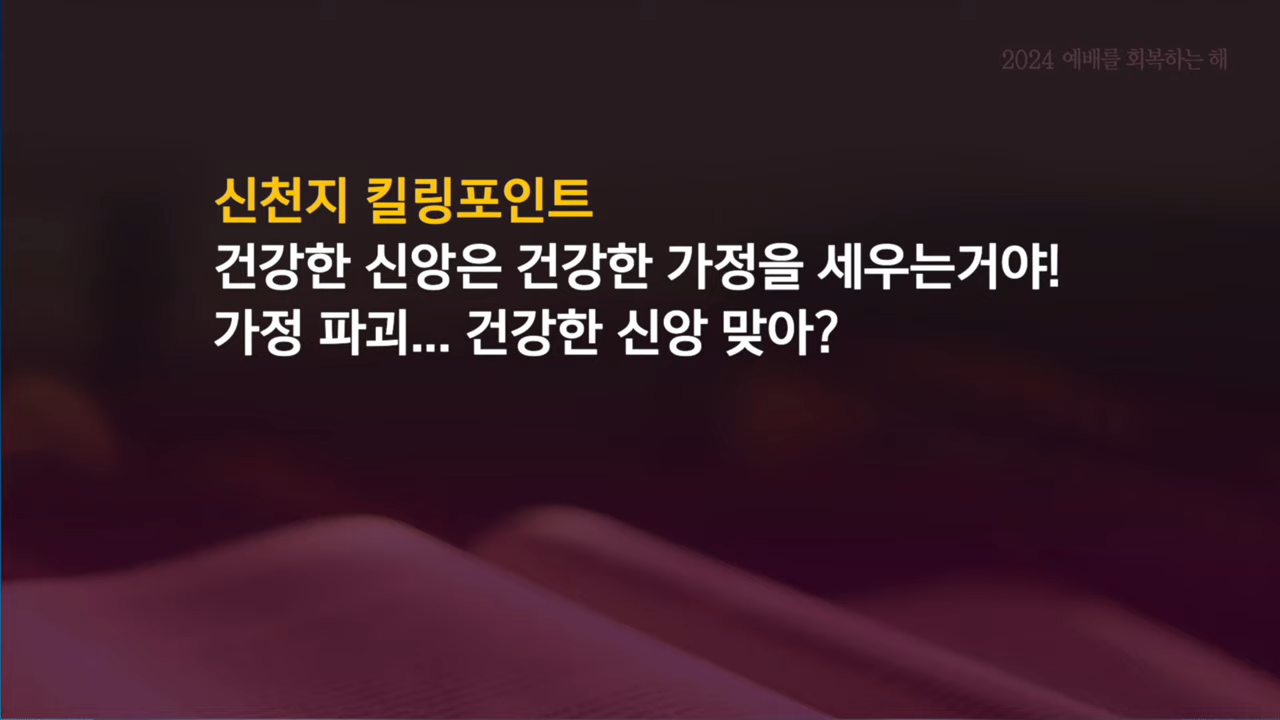 2024 예배를 회복하는 해
신천지 킬링포인트
건강한 신앙은 건강한 가정을 세우는거야!
가정 파괴... 건강한 신앙 맞아?